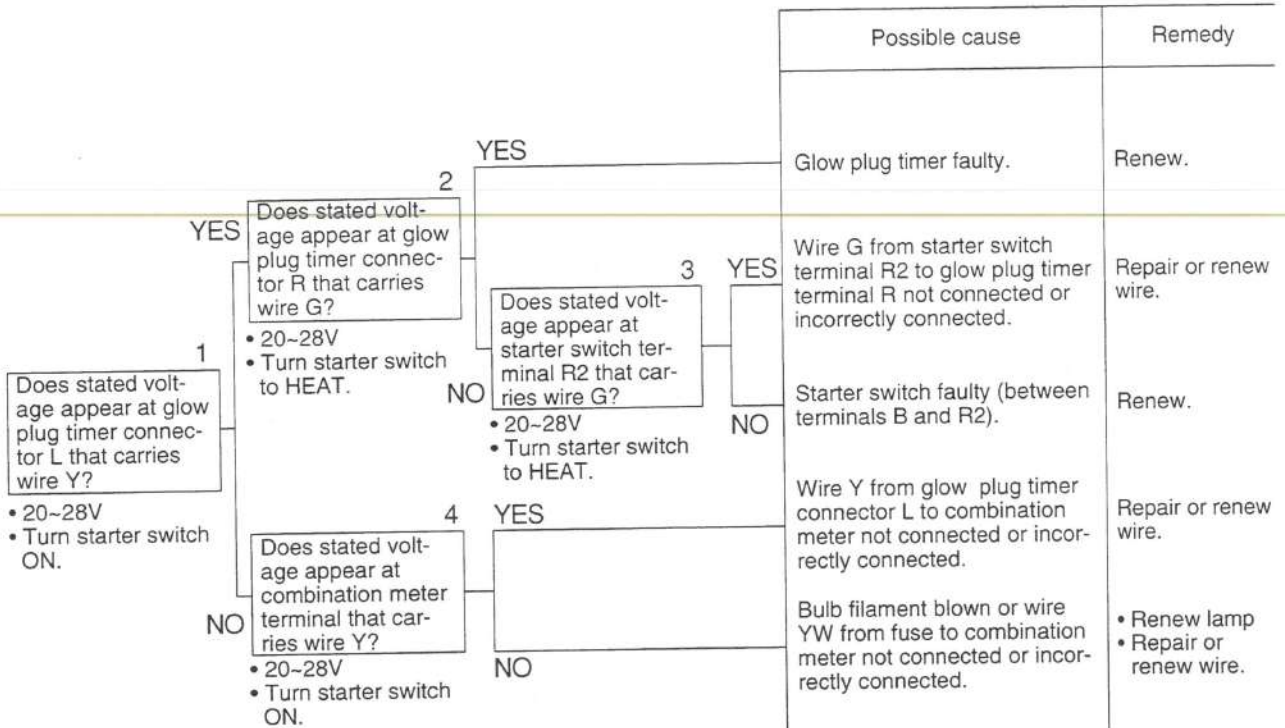 Possible cause
Remedy
YES
Glow plug timer faulty.
Renew.
2
YES
Does stated volt-
age appear at glow
plug timer connec-
tor R that carries
wire G?
• 20~28V
• Turn starter switch
to HEAT.
3
YES
Wire G from starter switch
terminal R2 to glow plug timer
terminal R not connected or
incorrectly connected.
Repair or renew
wire.
NO
Does stated volt-
age appear at
starter switch ter-
minal R2 that car-
ries wire G?
• 20~28V
• Turn starter switch
to HEAT.
NO
Starter switch faulty (between
terminals B and R2).
Renew.
1
Does stated volt-
age appear at glow
plug timer connec-
tor L that carries
wire Y?
• 20~28V
• Turn starter switch
ON.
4
YES
Wire Y from glow plug timer
connector L to combination
meter not connected or incor-
rectly connected.
Repair or renew
wire.
NO
Does stated volt-
age appear at
combination meter
terminal that car-
ries wire Y?
• 20~28V
• Turn starter switch
ON.
NO
Bulb filament blown or wire
YW from fuse to combination
meter not connected or incor-
rectly connected.
• Renew lamp
• Repair or
renew wire.